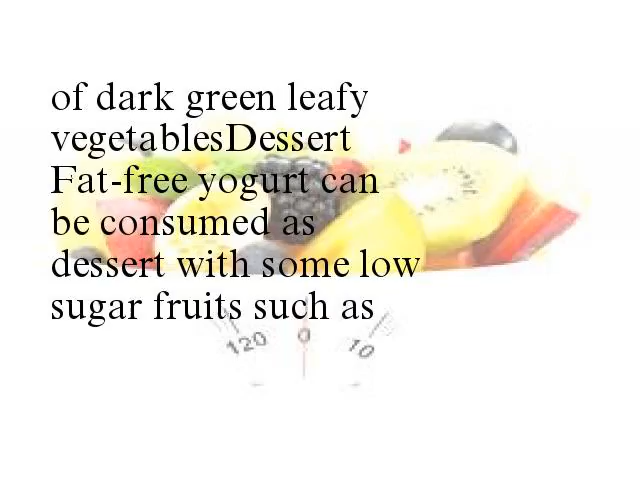 of dark green leafy
vegetablesDessert
Fat-free yogurt can
be consumed as
dessert with some low
sugar fruits such as
120 0 10